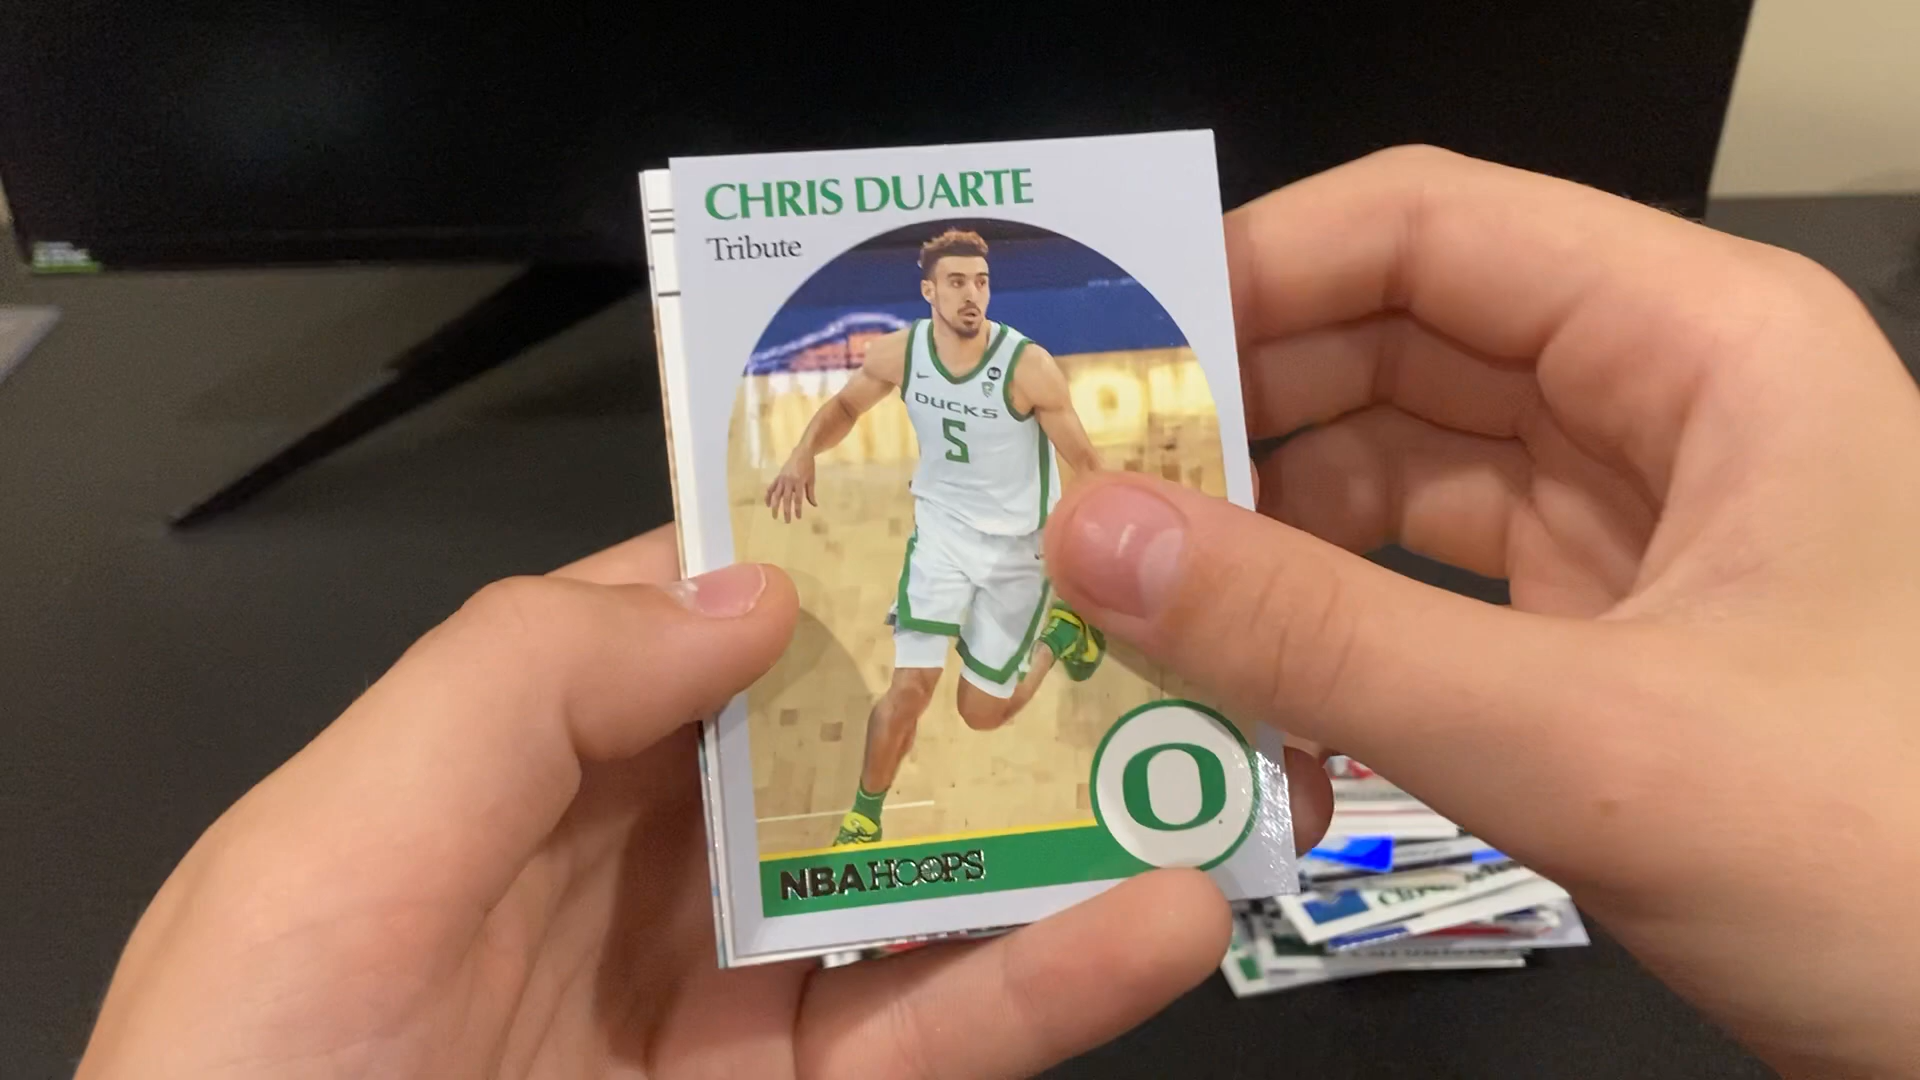 CHRIS DUARTE
Tribute
DUCKS
5
O
NBA HOOPS